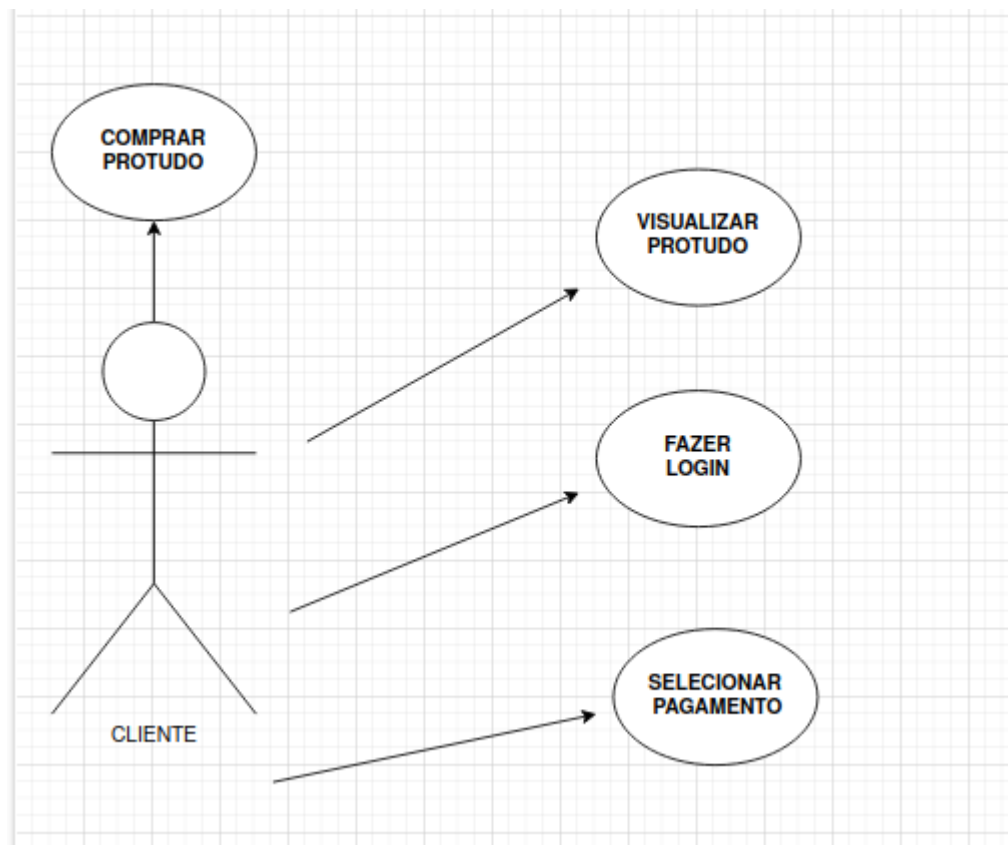 COMPRAR
PROTUDO
VISUALIZAR
PROTUDO
FAZER
LOGIN
SELECIONAR
PAGAMENTO
CLIENTE